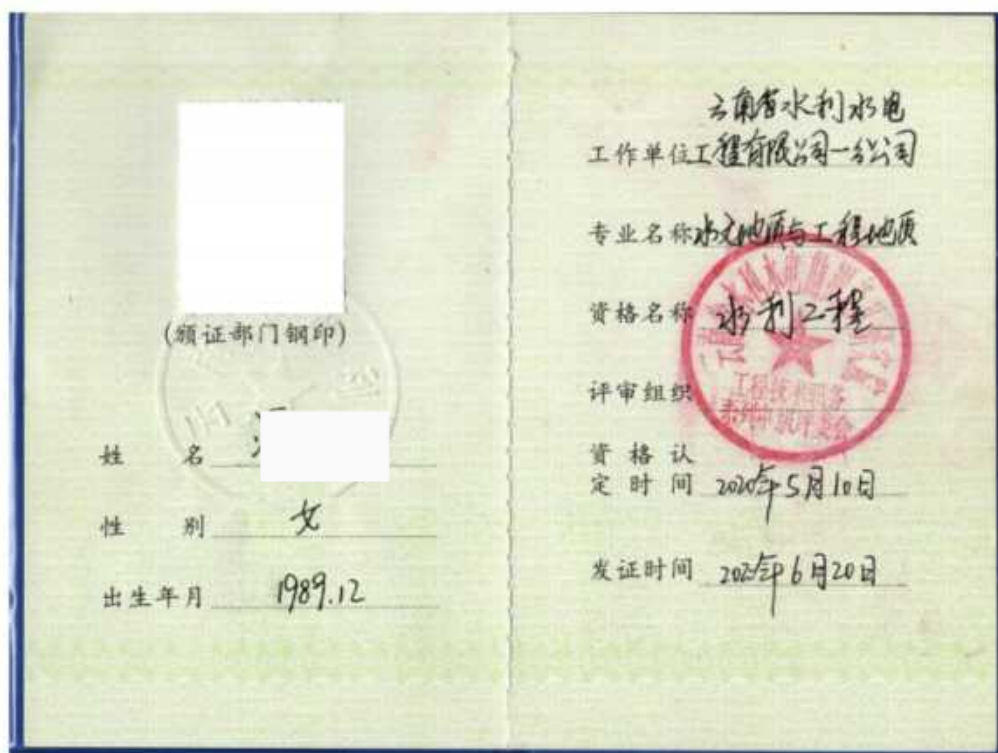 (颁证部门钢印)
姓 名
性 别 女
出生年月 1989.12
云南省水利水电
工作单位 工程有限公司一分公司
专业名称 水文地质与工程地质
资格名称 水利工程
评审组织
工程技术职务
评委会
资格认
定时间 2020年5月10日
发证时间 2020年6月20日